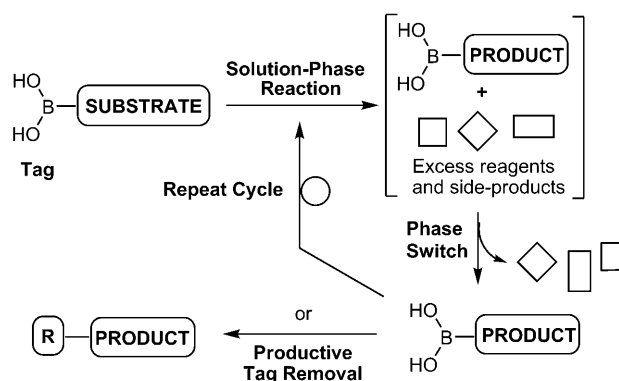 HO
B
SUBSTRATE
HO
Tag
Solution-Phase
Reaction
HO
B
PRODUCT
HO
+
Excess reagents
and side-products
Repeat Cycle
Phase
Switch
HO
B
PRODUCT
HO
or
Productive
Tag Removal
R
PRODUCT